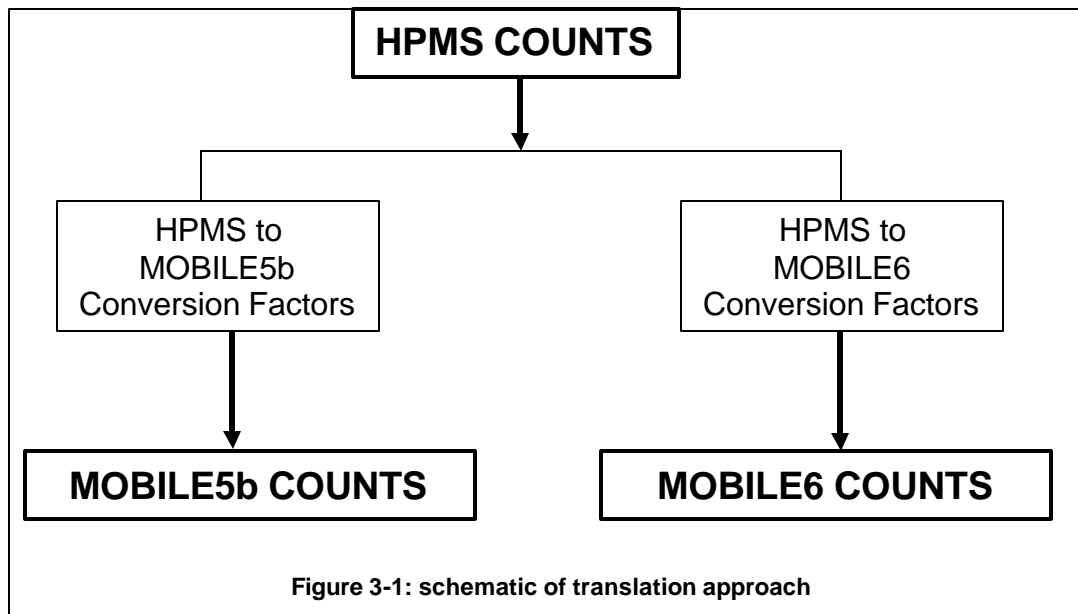 HPMS COUNTS
HPMS to
MOBILE5b
Conversion Factors
HPMS to
MOBILE6
Conversion Factors
MOBILE5b COUNTS
MOBILE6 COUNTS
Figure 3-1: schematic of translation approach